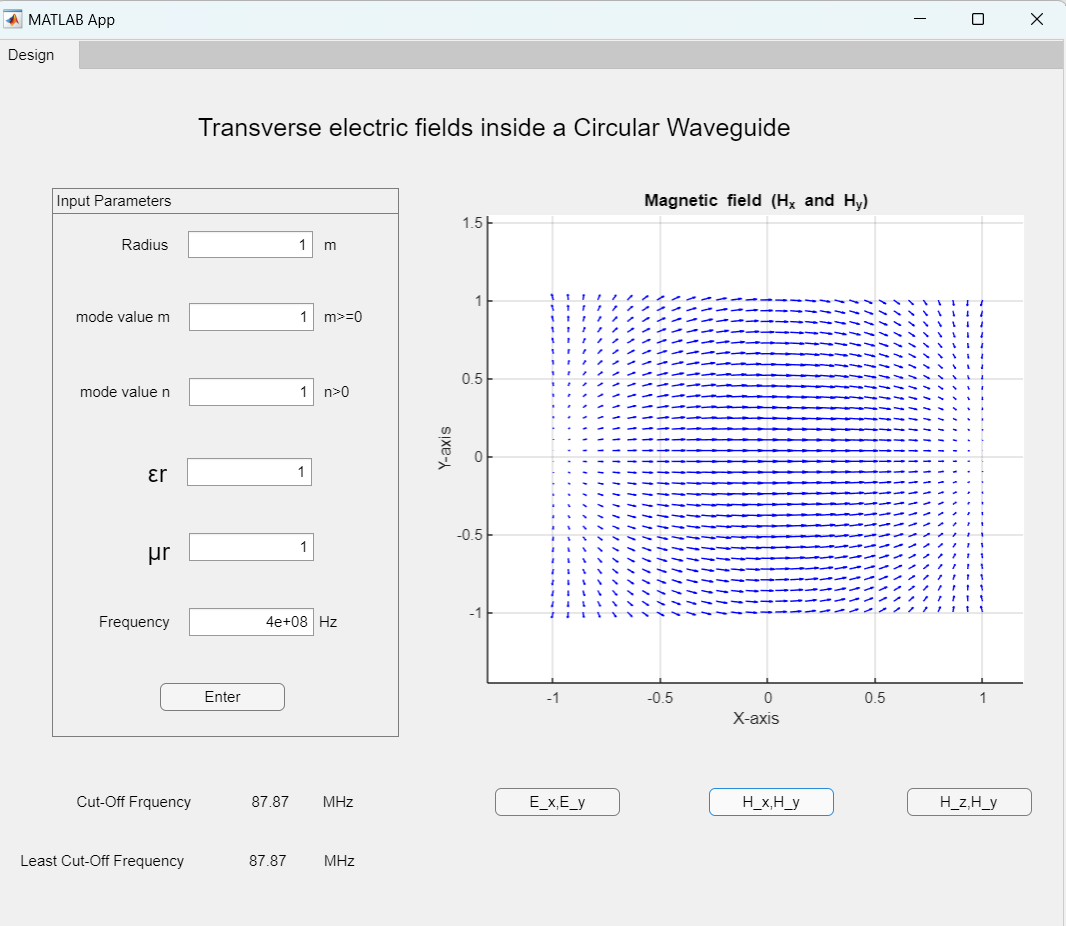 MATLAB App
Design
Transverse electric fields inside a Circular Waveguide
Input Parameters
Radius 1 m
mode value m 1 m>=0
mode value n 1 n>0
εr 1
μr 1
Frequency 4e+08 Hz
Enter
Cut-Off Frquency 87.87 MHz
Least Cut-Off Frequency 87.87 MHz
Magnetic field (Hx and Hy)
1.5
1
0.5
0
-0.5
-1
Y-axis
-1 -0.5 0 0.5 1
X-axis
E_x,E_y H_x,H_y H_z,H_y